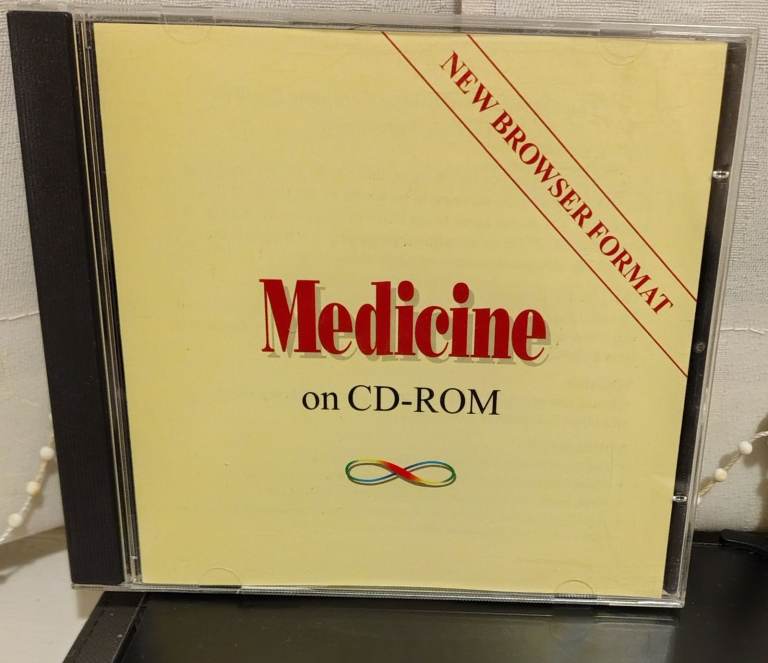 NEW BROWSER FORMAT
Medicine
on CD-ROM